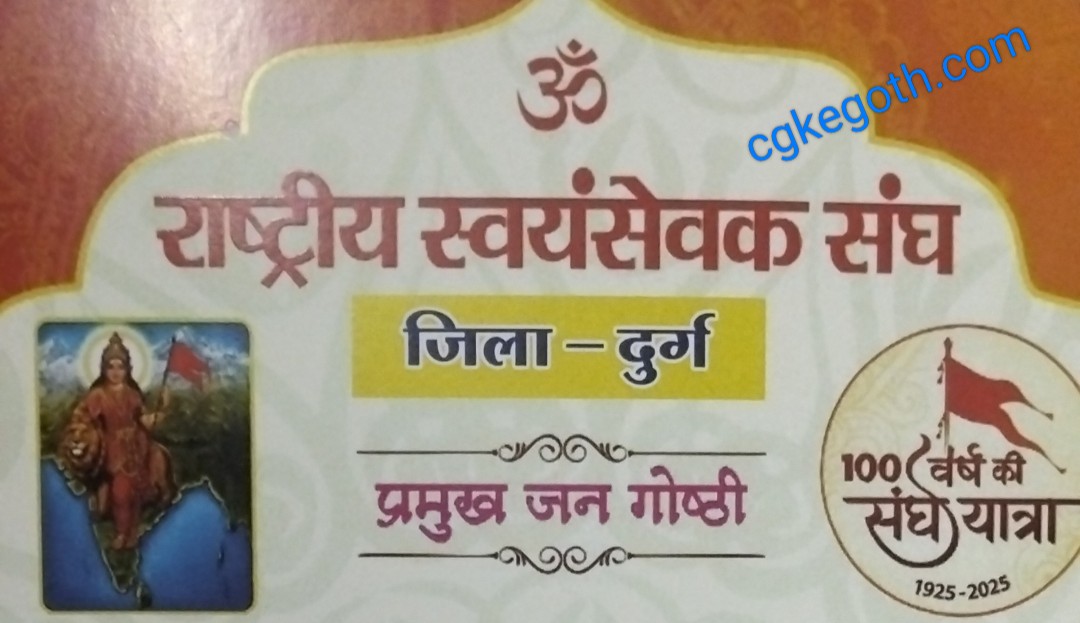 ॐ
cgkegoth.com
राष्ट्रीय स्वयंसेवक संघ
जिला – दुर्ग
प्रमुख जन गोष्ठी
100 वर्ष की
संघ यात्रा
1925-2025